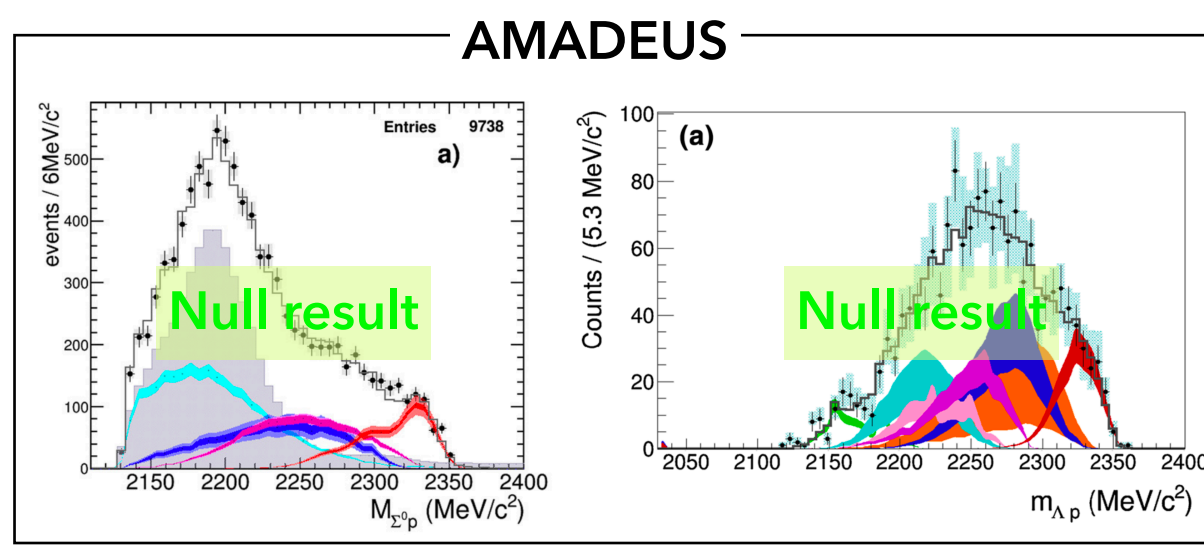 AMADEUS
events / 6MeV/c²
500
400
300
200
100
0
Entries 9738
a)
Null result
2150 2200 2250 2300 2350 2400
M_Σ⁰p (MeV/c²)
Counts / (5.3 MeV/c²)
100
80
60
40
20
0
(a)
Null result
2050 2100 2150 2200 2250 2300 2350 2400
m_Λ p (MeV/c²)